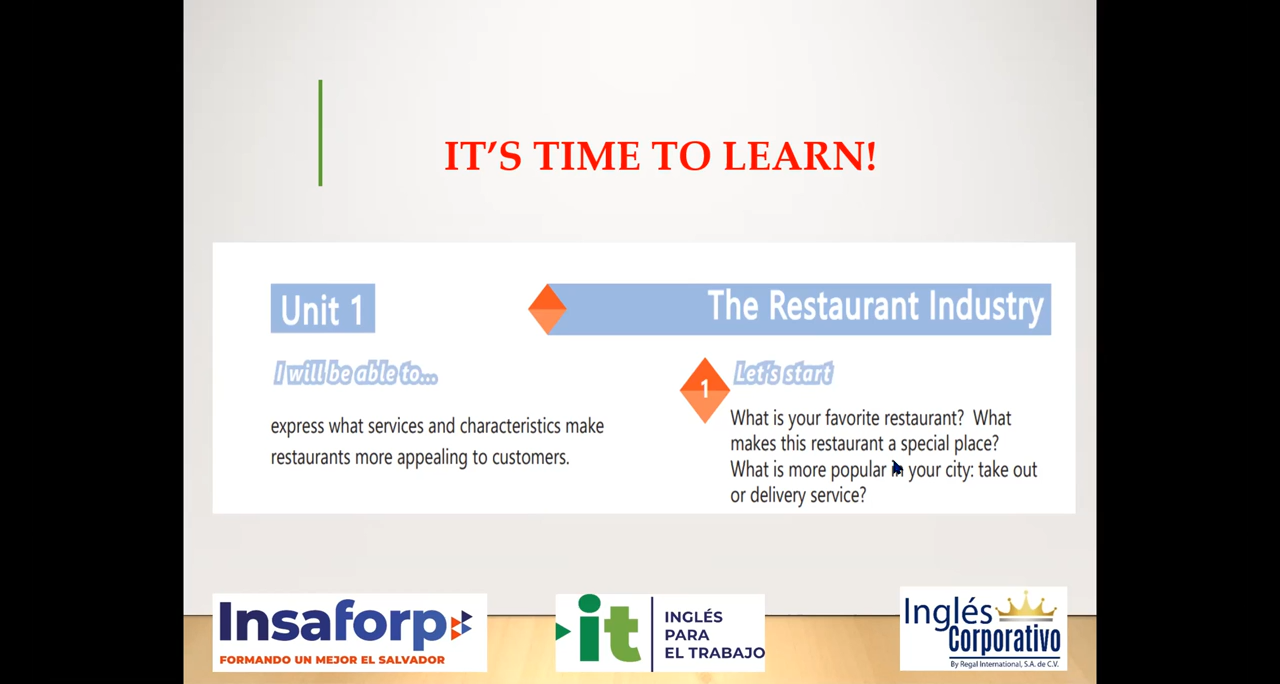 IT'S TIME TO LEARN!
Unit 1
The Restaurant Industry
I will be able to...
express what services and characteristics make
restaurants more appealing to customers.
1
Let's start
What is your favorite restaurant? What
makes this restaurant a special place?
What is more popular in your city: take out
or delivery service?
Insaforp
FORMANDO UN MEJOR EL SALVADOR
it
INGLÉS
PARA
EL TRABAJO
Inglés
Corporativo
By Regal International, S.A. de C.V.